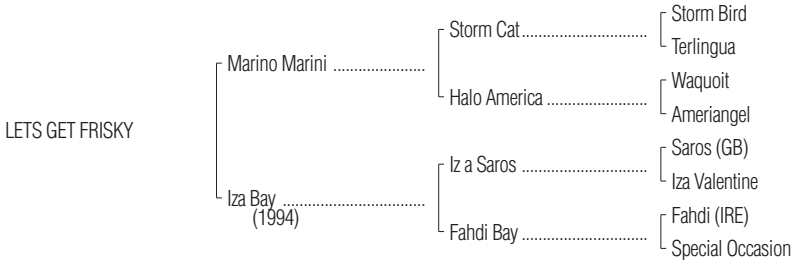 Storm Bird
Storm Cat ..............................
Terlingua
Marino Marini ......................
Waquoit
Halo America ........................
Ameriangel
LETS GET FRISKY
Saros (GB)
Iz a Saros ..............................
Iza Valentine
Iza Bay ..................................
(1994)
Fahdi (IRE)
Fahdi Bay ..............................
Special Occasion